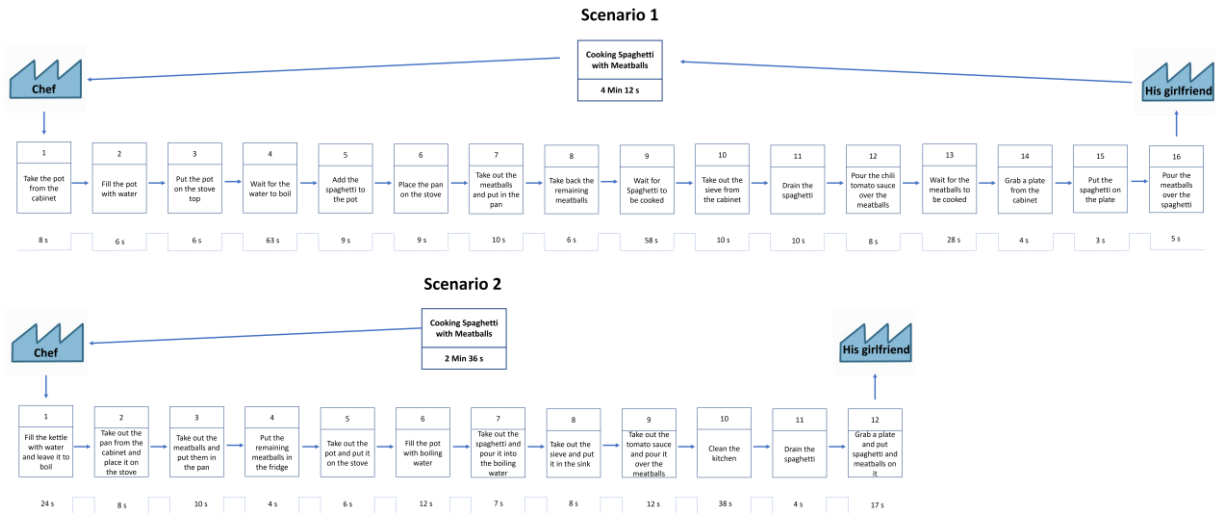 Scenario 1
Cooking Spaghetti
with Meatballs
4 Min 12 s
Chef
His girlfriend
1
Take the pot
from the
cabinet
2
Fill the pot
with water
3
Put the pot
on the stove
top
4
Wait for the
water to boil
5
Add the
spaghetti to
the pot
6
Place the pan
on the stove
7
Take out the
meatballs
and put in the
pan
8
Take back the
remaining
meatballs
9
Wait for
Spaghetti to
be cooked
10
Take out the
sieve from
the cabinet
11
Drain the
spaghetti
12
Pour the chili
tomato sauce
over the
meatballs
13
Wait for the
meatballs to
be cooked
14
Grab a plate
from the
cabinet
15
Put the
spaghetti on
the plate
16
Pour the
meatballs
over the
spaghetti
8 s
6 s
6 s
63 s
9 s
9 s
10 s
6 s
58 s
10 s
10 s
8 s
28 s
4 s
3 s
5 s
Scenario 2
Cooking Spaghetti
with Meatballs
2 Min 36 s
Chef
His girlfriend
1
Fill the kettle
with water
and leave it to
boil
2
Take out the
pan from the
cabinet and
place it on
the stove
3
Take out the
meatballs and
put them in
the pan
4
Put the
remaining
meatballs in
the fridge
5
Take out the
pot and put it
on the stove
6
Fill the pot
with boiling
water
7
Take out the
spaghetti and
pour it into
the boiling
water
8
Take out the
sieve and put
it in the sink
9
Take out the
tomato sauce
and pour it
over the
meatballs
10
Clean the
kitchen
11
Drain the
spaghetti
12
Grab a plate
and put
spaghetti and
meatballs on
it
24 s
8 s
10 s
4 s
6 s
12 s
7 s
8 s
12 s
38 s
4 s
17 s